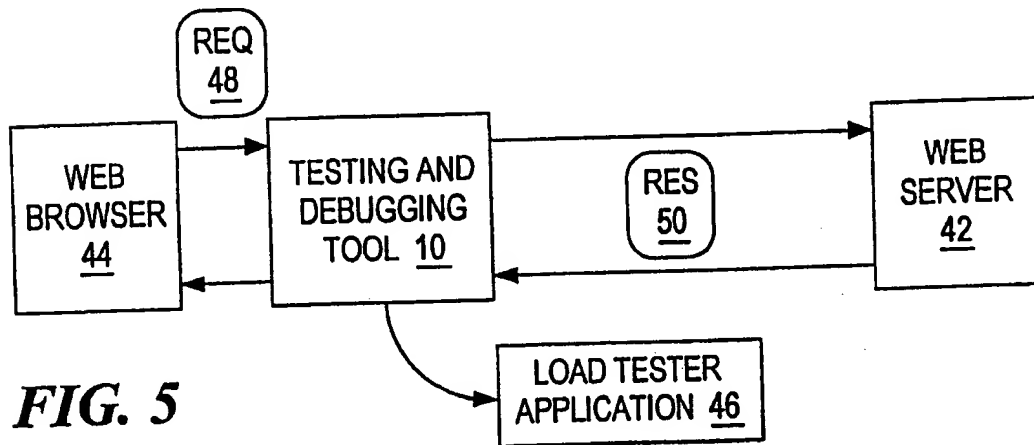 REQ
48
WEB
BROWSER
44
TESTING AND
DEBUGGING
TOOL 10
RES
50
WEB
SERVER
42
LOAD TESTER
APPLICATION 46
FIG. 5